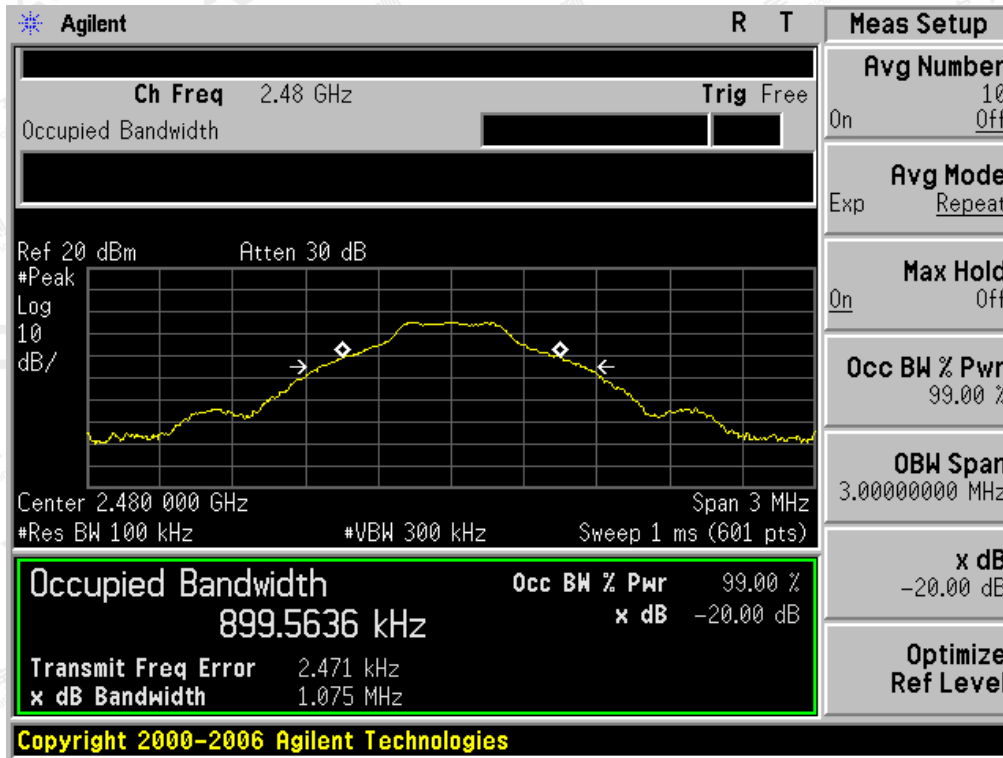 Agilent R T
Ch Freq 2.48 GHz Trig Free
Occupied Bandwidth
Ref 20 dBm Atten 30 dB
#Peak
Log
10
dB/
Center 2.480 000 GHz Span 3 MHz
#Res BW 100 kHz #VBW 300 kHz Sweep 1 ms (601 pts)
Occupied Bandwidth
899.5636 kHz
Occ BW % Pwr 99.00 %
x dB -20.00 dB
Transmit Freq Error 2.471 kHz
x dB Bandwidth 1.075 MHz
Copyright 2000-2006 Agilent Technologies
Meas Setup
Avg Number
10
On Off
Avg Mode
Exp Repeat
Max Hold
On Off
Occ BW % Pwr
99.00 %
OBW Span
3.00000000 MHz
x dB
-20.00 dB
Optimize
Ref Level